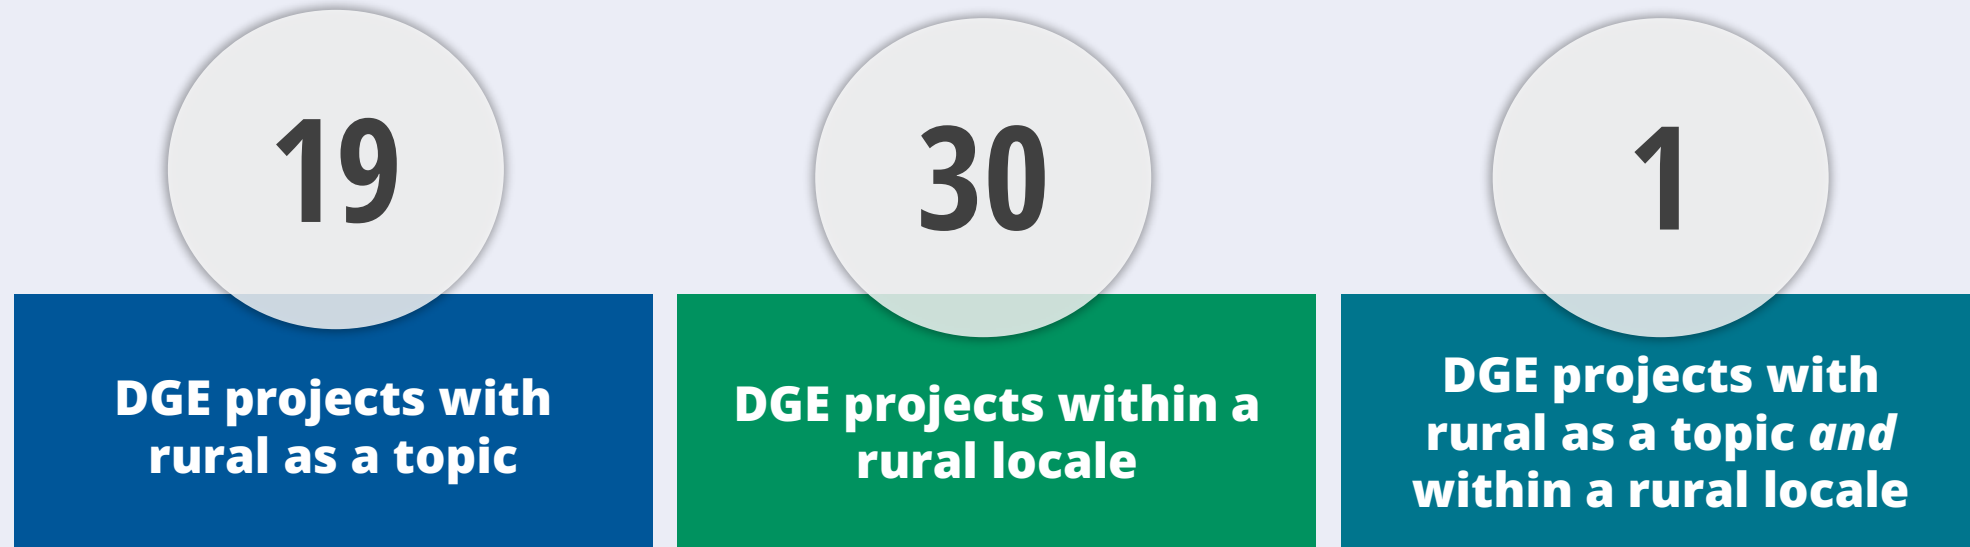 19
DGE projects with
rural as a topic
30
DGE projects within a
rural locale
1
DGE projects with
rural as a topic and
within a rural locale